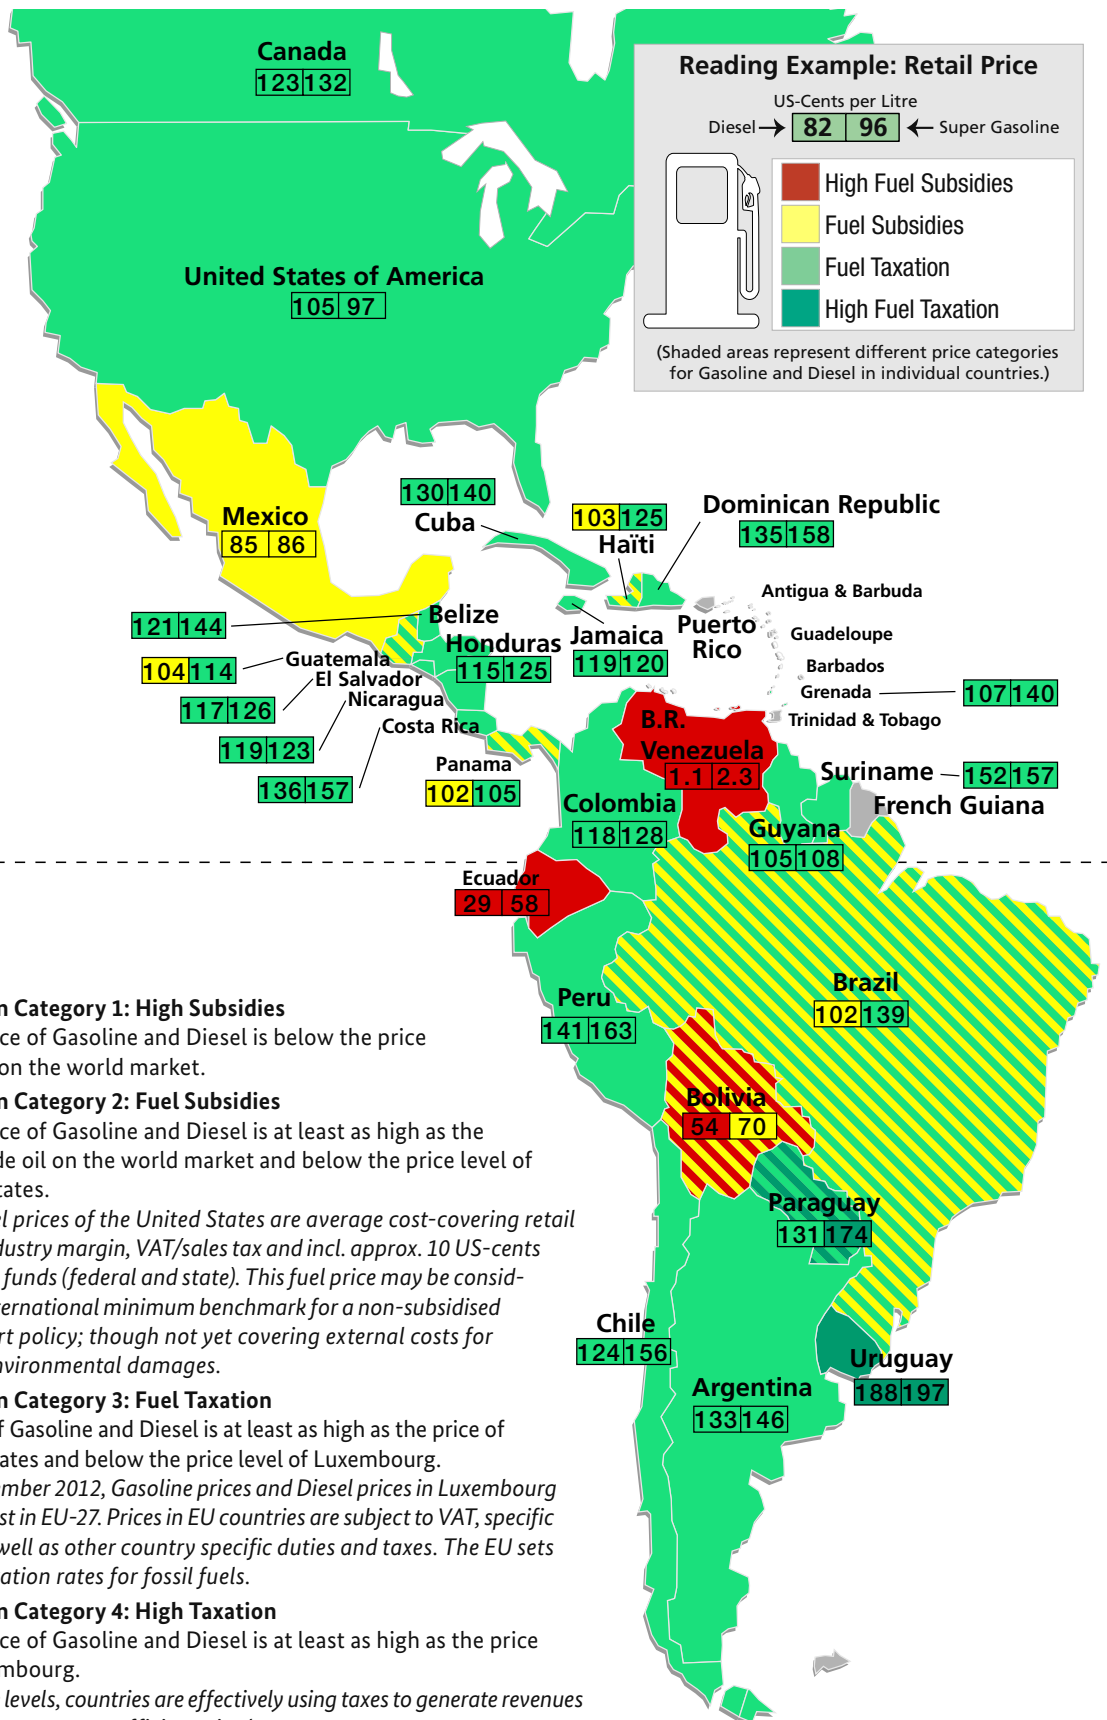 Canada
123 132
Reading Example: Retail Price
US-Cents per Litre
Diesel 82 96 Super Gasoline
High Fuel Subsidies
Fuel Subsidies
Fuel Taxation
High Fuel Taxation
(Shaded areas represent different price categories
for Gasoline and Diesel in individual countries.)
United States of America
105 97
Mexico
85 86
130 140
Cuba
103 125
Haïti
Dominican Republic
135 158
Antigua & Barbuda
Puerto
Rico
Guadeloupe
Barbados
Grenada 107 140
Trinidad & Tobago
Jamaica
119 120
121 144 Belize
Honduras
115 125
104 114 Guatemala
117 126 El Salvador
119 123 Nicaragua
136 157 Costa Rica
Panama
102 105
B.R.
Venezuela
1.1 2.3
Colombia
118 128
Suriname 152 157
French Guiana
Guyana
105 108
Ecuador
29 58
Peru
141 163
Brazil
102 139
Bolivia
54 70
Paraguay
131 174
Chile
124 156
Uruguay
188 197
Argentina
133 146
n Category 1: High Subsidies
ce of Gasoline and Diesel is below the price
on the world market.
n Category 2: Fuel Subsidies
ce of Gasoline and Diesel is at least as high as the
de oil on the world market and below the price level of
tates.
el prices of the United States are average cost-covering retail
dustry margin, VAT/sales tax and incl. approx. 10 US-cents
funds (federal and state). This fuel price may be consid-
ternational minimum benchmark for a non-subsidised
rt policy; though not yet covering external costs for
nvironmental damages.
n Category 3: Fuel Taxation
f Gasoline and Diesel is at least as high as the price of
ates and below the price level of Luxembourg.
mber 2012, Gasoline prices and Diesel prices in Luxembourg
st in EU-27. Prices in EU countries are subject to VAT, specific
well as other country specific duties and taxes. The EU sets
ation rates for fossil fuels.
n Category 4: High Taxation
ce of Gasoline and Diesel is at least as high as the price
mbourg.
levels, countries are effectively using taxes to generate revenues